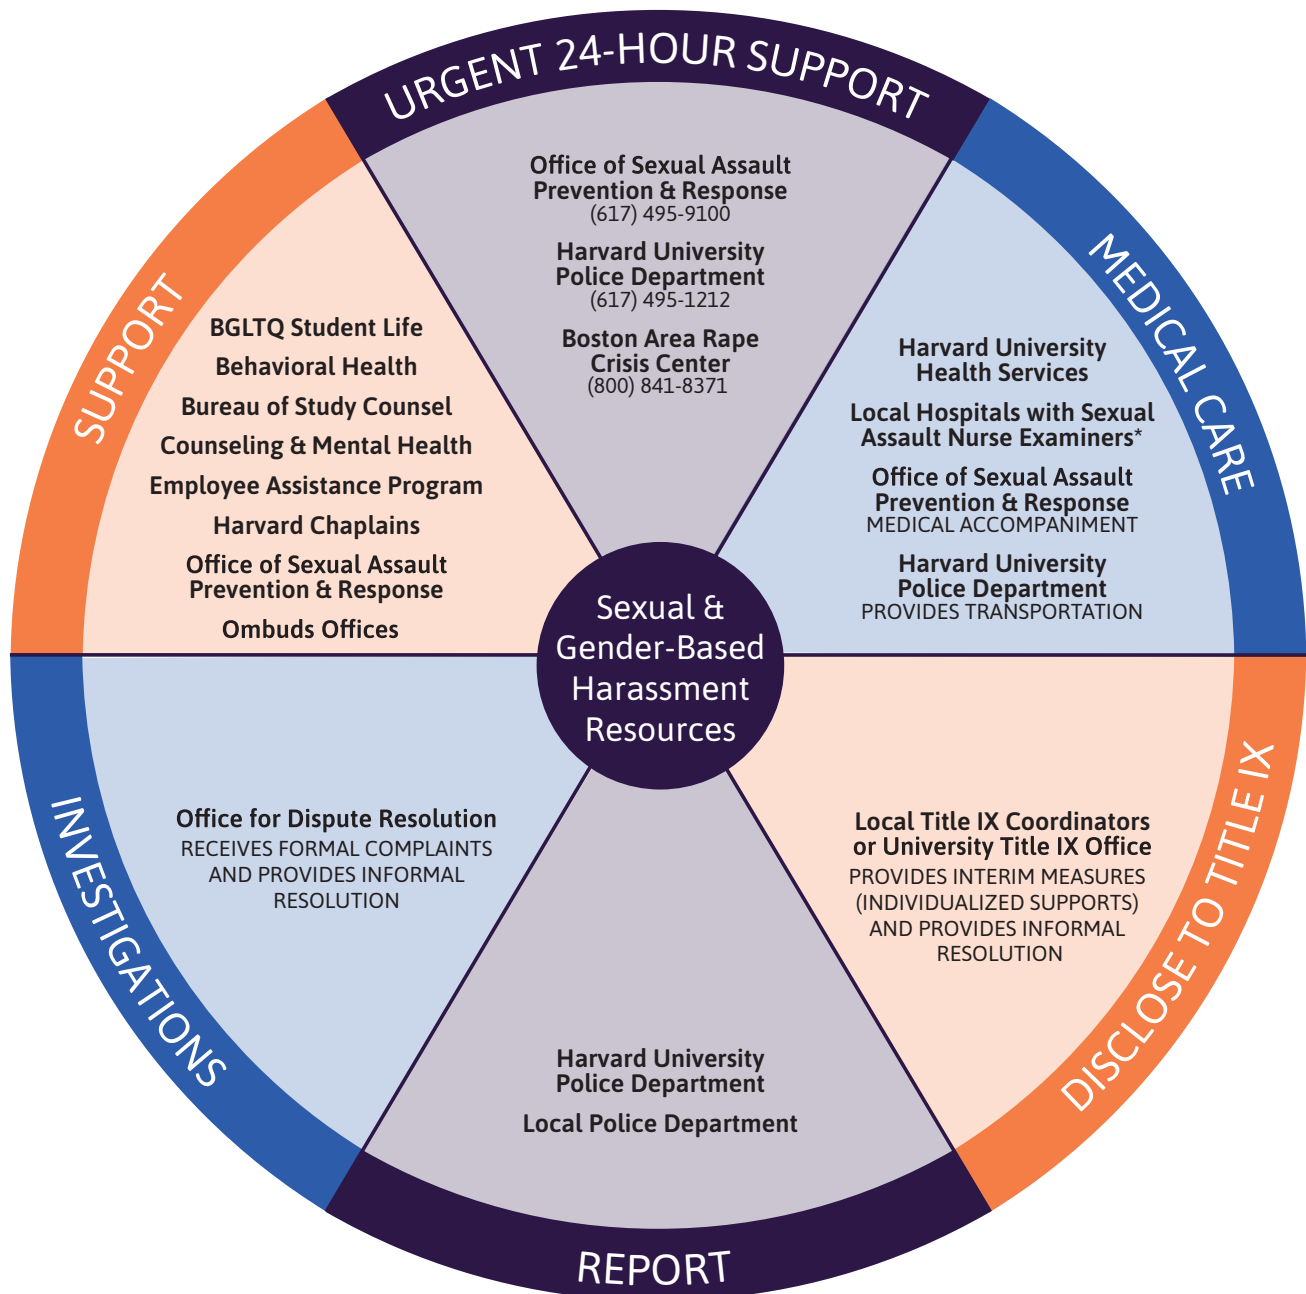 URGENT 24-HOUR SUPPORT
Office of Sexual Assault
Prevention & Response
(617) 495-9100
Harvard University
Police Department
(617) 495-1212
Boston Area Rape
Crisis Center
(800) 841-8371
MEDICAL CARE
Harvard University
Health Services
Local Hospitals with Sexual
Assault Nurse Examiners*
Office of Sexual Assault
Prevention & Response
MEDICAL ACCOMPANIMENT
Harvard University
Police Department
PROVIDES TRANSPORTATION
DISCLOSE TO TITLE IX
Local Title IX Coordinators
or University Title IX Office
PROVIDES INTERIM MEASURES
(INDIVIDUALIZED SUPPORTS)
AND PROVIDES INFORMAL
RESOLUTION
REPORT
Harvard University
Police Department
Local Police Department
INVESTIGATIONS
Office for Dispute Resolution
RECEIVES FORMAL COMPLAINTS
AND PROVIDES INFORMAL
RESOLUTION
SUPPORT
BGLTQ Student Life
Behavioral Health
Bureau of Study Counsel
Counseling & Mental Health
Employee Assistance Program
Harvard Chaplains
Office of Sexual Assault
Prevention & Response
Ombuds Offices
Sexual &
Gender-Based
Harassment
Resources